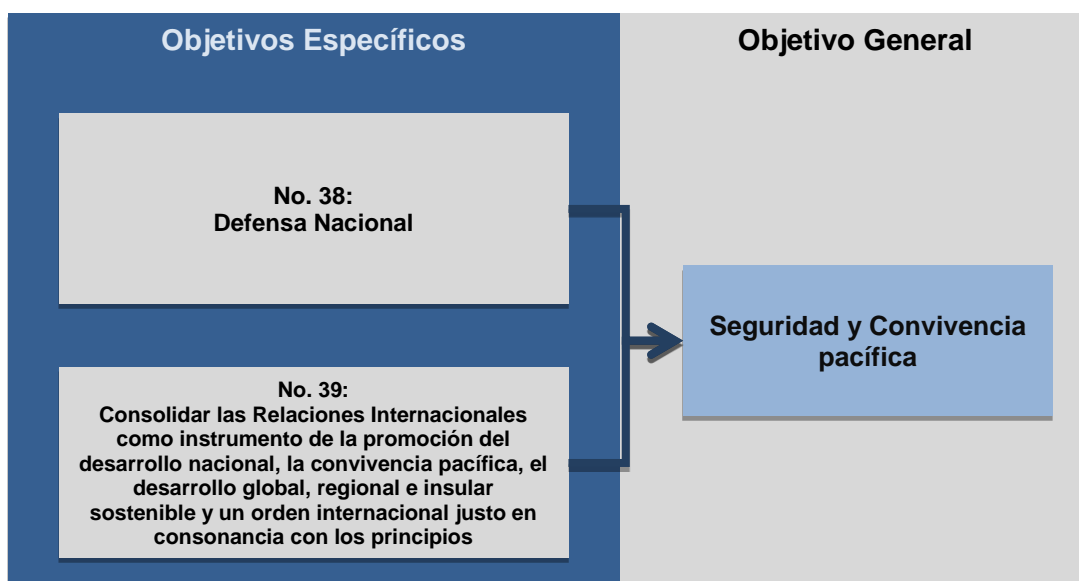 Objetivos Específicos
Objetivo General
No. 38:
Defensa Nacional
Seguridad y Convivencia
pacífica
No. 39:
Consolidar las Relaciones Internacionales
como instrumento de la promoción del
desarrollo nacional, la convivencia pacífica, el
desarrollo global, regional e insular
sostenible y un orden internacional justo en
consonancia con los principios